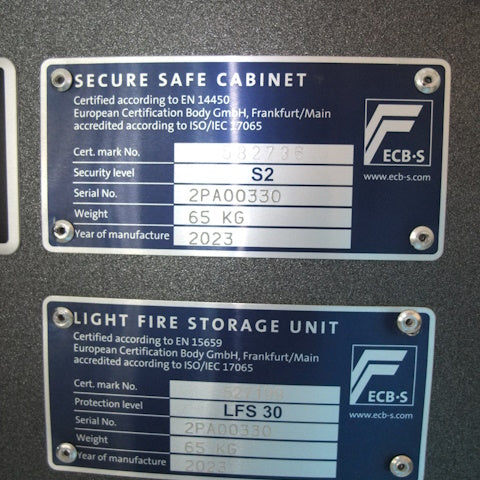 SECURE SAFE CABINET
Certified according to EN 14450
European Certification Body GmbH, Frankfurt/Main
accredited according to ISO/IEC 17065
Cert. mark No.
Security level S2
Serial No. 2PA00330
Weight 65 KG
Year of manufacture 2023
ECB·S
www.ecb-s.com
LIGHT FIRE STORAGE UNIT
Certified according to EN 15659
European Certification Body GmbH, Frankfurt/Main
accredited according to ISO/IEC 17065
Cert. mark No.
Protection level LFS 30
Serial No. 2PA00330
Weight 65 KG
Year of manufacture 2023
ECB·S
www.ecb-s.com